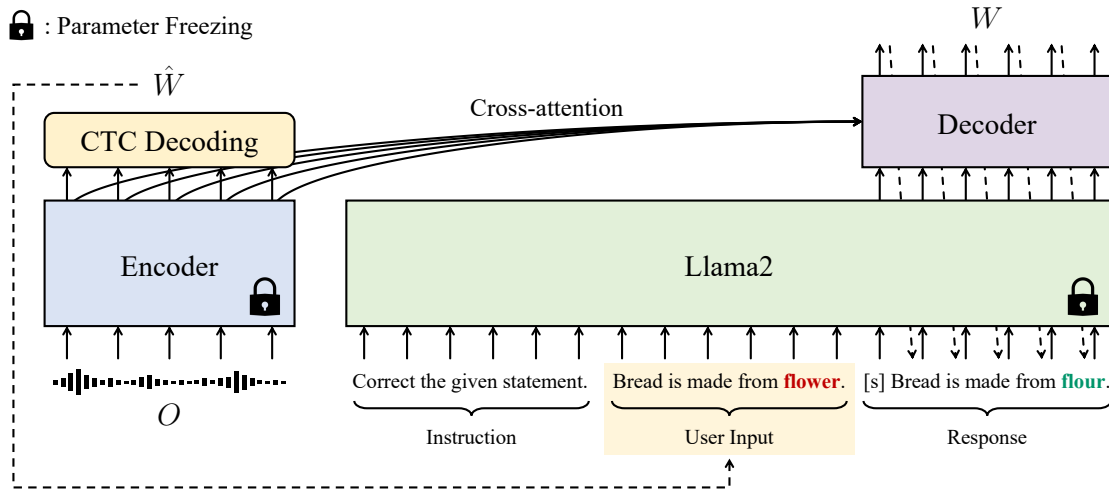 : Parameter Freezing
W
Ŵ
Cross-attention
CTC Decoding
Decoder
Encoder
Llama2
Correct the given statement.
Bread is made from flower.
[s] Bread is made from flour.
O
Instruction
User Input
Response